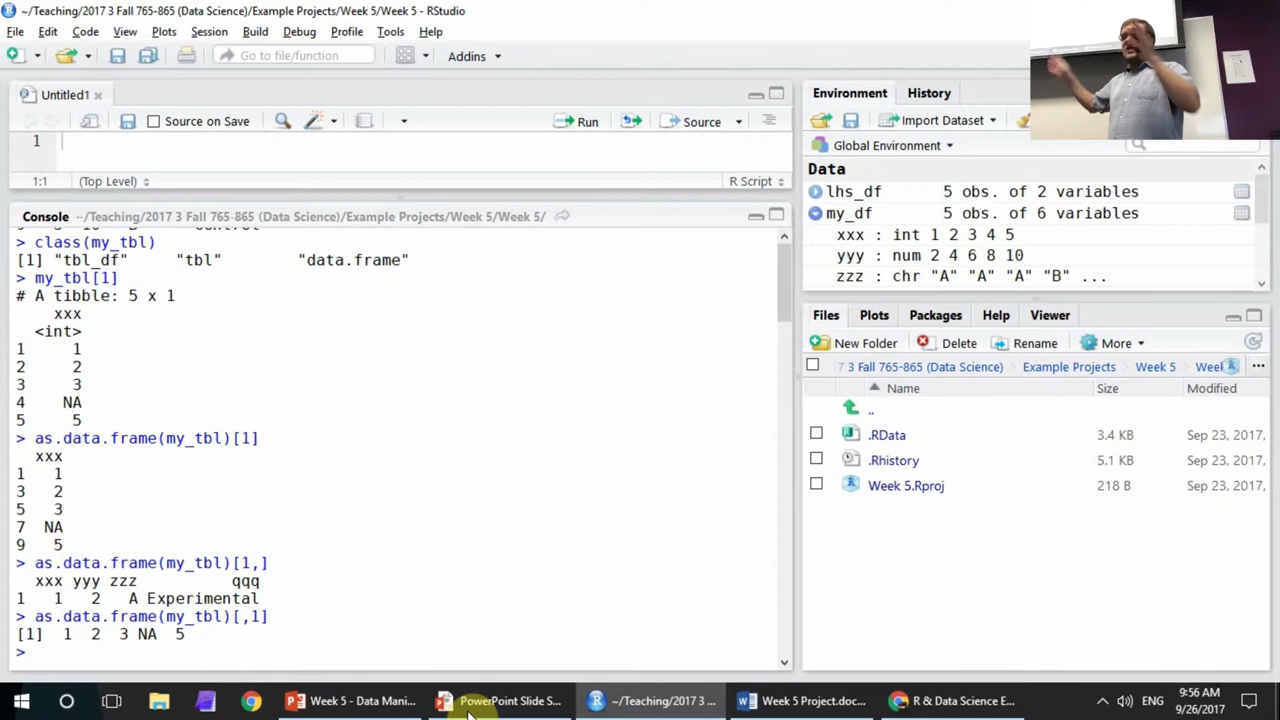 ~/Teaching/2017 3 Fall 765-865 (Data Science)/Example Projects/Week 5/Week 5 - RStudio
File Edit Code View Plots Session Build Debug Profile Tools Help
Go to file/function
Addins
Untitled1
Source on Save
Run
Source
1
1:1 (Top Level)
R Script
Console ~/Teaching/2017 3 Fall 765-865 (Data Science)/Example Projects/Week 5/Week 5/
> class(my_tbl)
[1] "tbl_df" "tbl" "data.frame"
> my_tbl[1]
# A tibble: 5 x 1
xxx
<int>
1 1
2 2
3 3
4 NA
5 5
> as.data.frame(my_tbl)[1]
xxx
1 1
3 2
5 3
7 NA
9 5
> as.data.frame(my_tbl)[1,]
xxx yyy zzz qqq
1 1 2 A Experimental
> as.data.frame(my_tbl)[,1]
[1] 1 2 3 NA 5
>
Environment History
Import Dataset
Global Environment
Data
lhs_df 5 obs. of 2 variables
my_df 5 obs. of 6 variables
xxx : int 1 2 3 4 5
yyy : num 2 4 6 8 10
zzz : chr "A" "A" "A" "B" ...
Files Plots Packages Help Viewer
New Folder Delete Rename More
7 3 Fall 765-865 (Data Science) Example Projects Week 5 Week
Name Size Modified
..
.RData 3.4 KB Sep 23, 2017,
.Rhistory 5.1 KB Sep 23, 2017,
Week 5.Rproj 218 B Sep 23, 2017,
Week 5 - Data Mani...
PowerPoint Slide S...
~/Teaching/2017 3 ...
Week 5 Project.doc...
R & Data Science E...
ENG
9:56 AM
9/26/2017